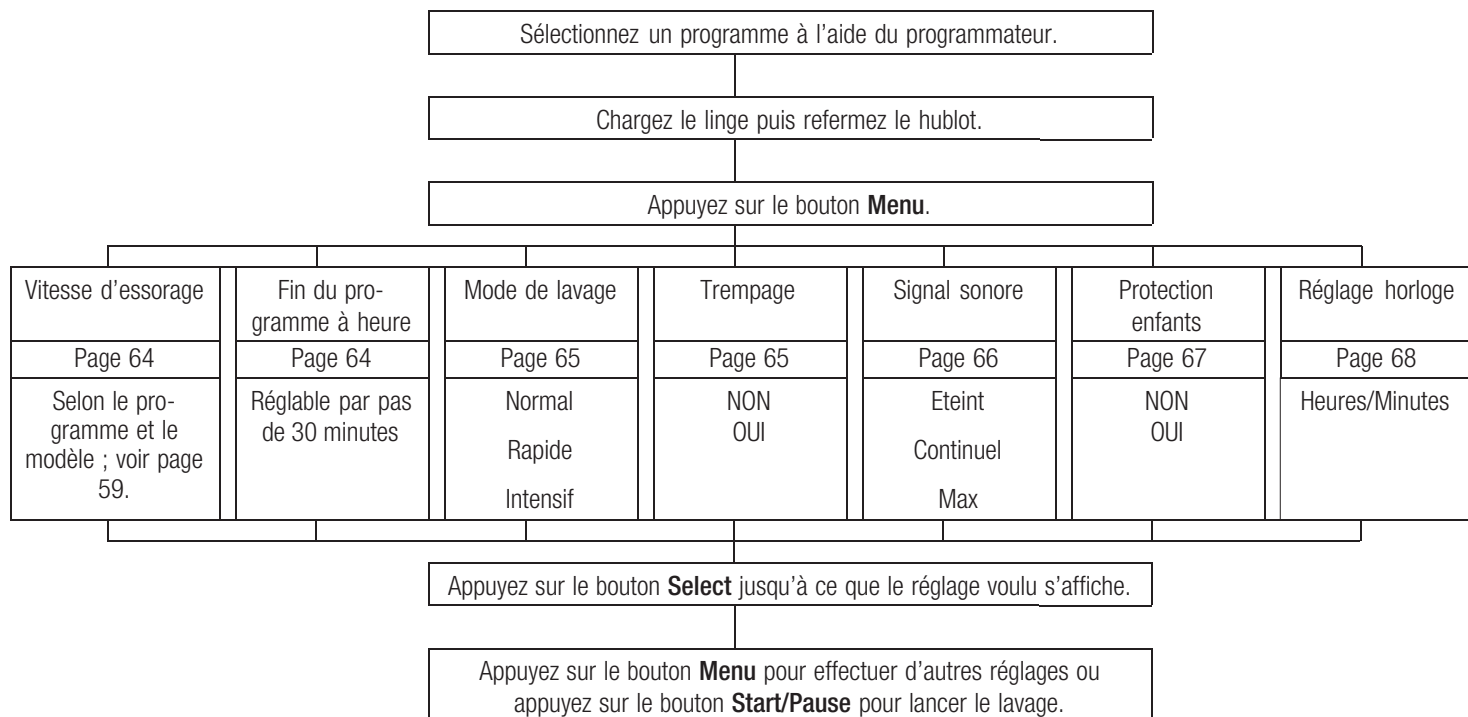 Sélectionnez un programme à l'aide du programmateur.
Chargez le linge puis refermez le hublot.
Appuyez sur le bouton Menu.
Vitesse d'essorage
Page 64
Selon le pro-
gramme et le
modèle ; voir page
59.
Fin du pro-
gramme à heure
Page 64
Réglable par pas
de 30 minutes
Mode de lavage
Page 65
Normal
Rapide
Intensif
Trempage
Page 65
NON
OUI
Signal sonore
Page 66
Eteint
Continuel
Max
Protection
enfants
Page 67
NON
OUI
Réglage horloge
Page 68
Heures/Minutes
Appuyez sur le bouton Select jusqu'à ce que le réglage voulu s'affiche.
Appuyez sur le bouton Menu pour effectuer d'autres réglages ou
appuyez sur le bouton Start/Pause pour lancer le lavage.